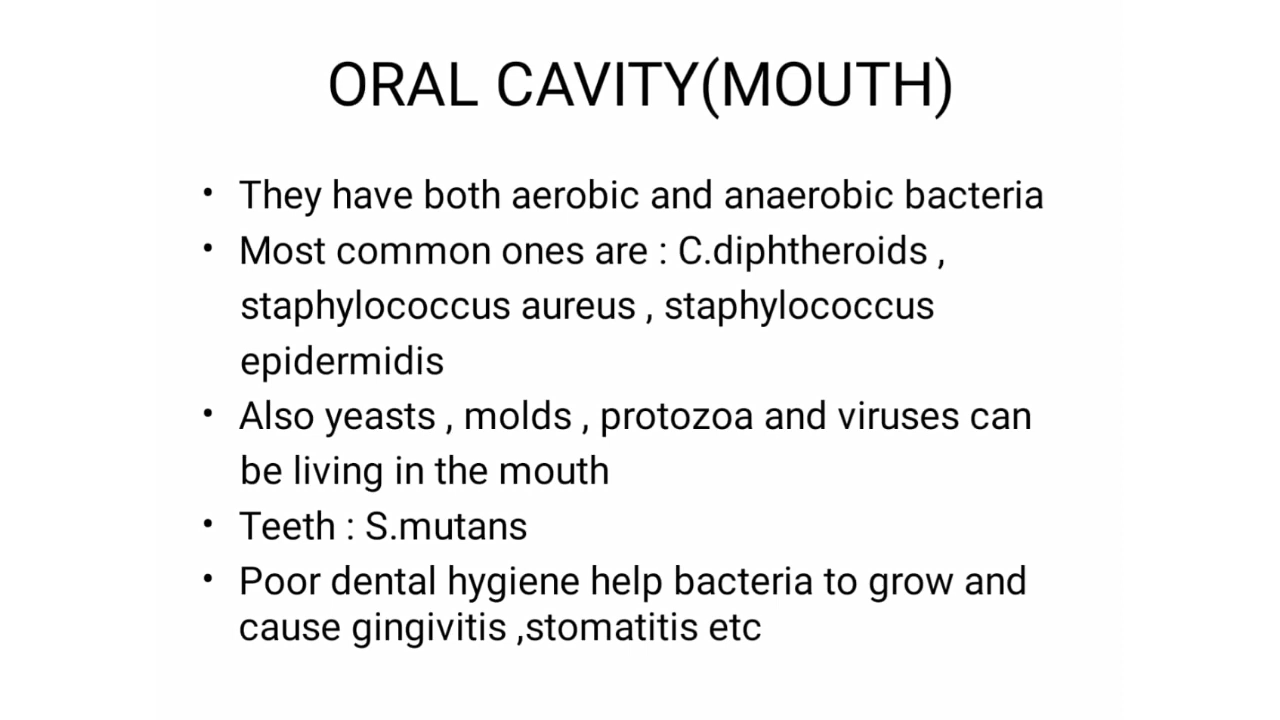 ORAL CAVITY(MOUTH)
• They have both aerobic and anaerobic bacteria
• Most common ones are : C.diphtheroids ,
staphylococcus aureus , staphylococcus
epidermidis
• Also yeasts , molds , protozoa and viruses can
be living in the mouth
• Teeth : S.mutans
• Poor dental hygiene help bacteria to grow and
cause gingivitis ,stomatitis etc